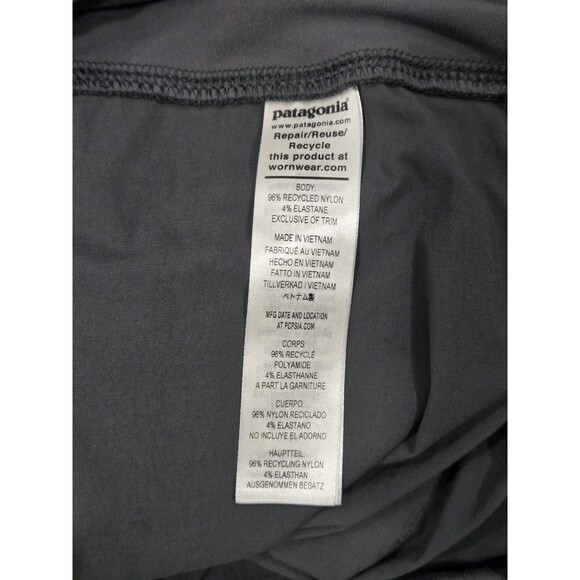 patagonia®
www.patagonia.com
Repair/Reuse/
Recycle
this product at
wornwear.com
BODY:
96% RECYCLED NYLON
4% ELASTANE
EXCLUSIVE OF TRIM
MADE IN VIETNAM
FABRIQUÉ AU VIETNAM
HECHO EN VIETNAM
FATTO IN VIETNAM
TILLVERKAD I VIETNAM
ベトナム製
MFG DATE AND LOCATION
AT PCPSIA.COM
CORPS:
96% RECYCLÉ
POLYAMIDE
4% ELASTHANNE
A PART LA GARNITURE
CUERPO:
96% NYLON RECICLADO
4% ELASTANO
NO INCLUYE EL ADORNO
HAUPTTEIL:
96% RECYCLING NYLON
4% ELASTHAN
AUSGENOMMEN BESATZ